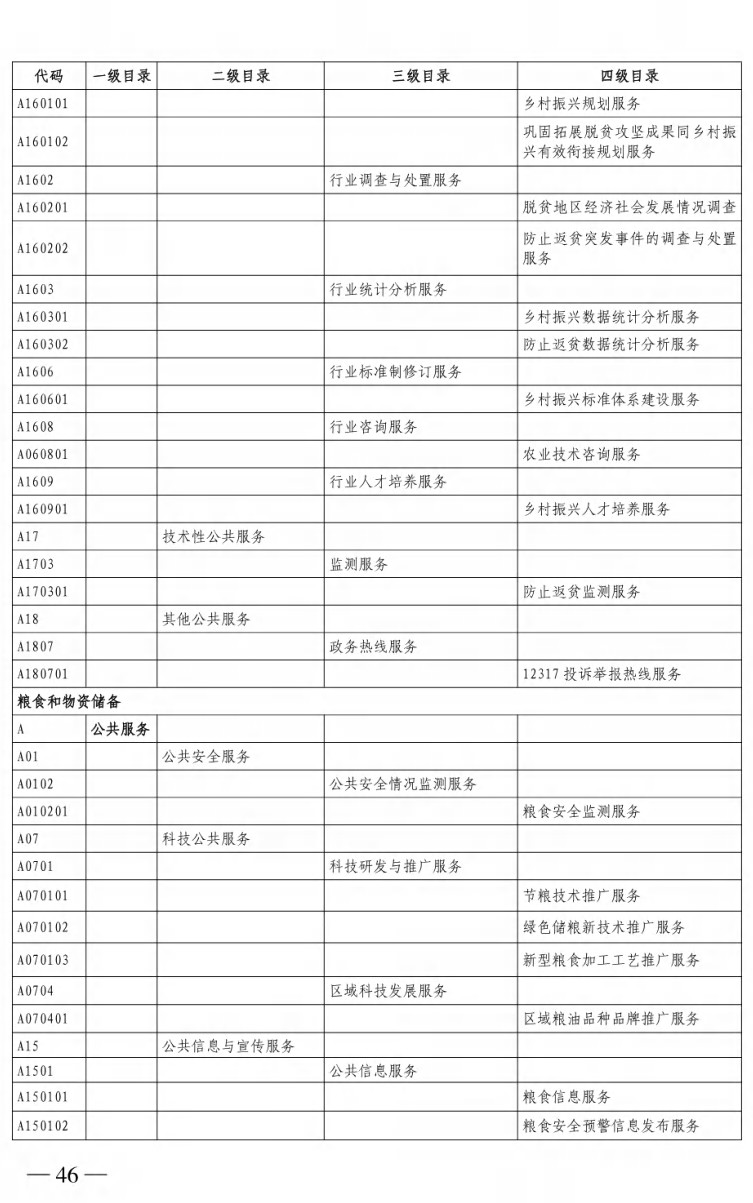 代码 一级目录 二级目录 三级目录 四级目录
A160101 乡村振兴规划服务
A160102 巩固拓展脱贫攻坚成果同乡村振
兴有效衔接规划服务
A1602 行业调查与处置服务
A160201 脱贫地区经济社会发展情况调查
A160202 防止返贫突发事件的调查与处置
服务
A1603 行业统计分析服务
A160301 乡村振兴数据统计分析服务
A160302 防止返贫数据统计分析服务
A1606 行业标准制修订服务
A160601 乡村振兴标准体系建设服务
A1608 行业咨询服务
A060801 农业技术咨询服务
A1609 行业人才培养服务
A160901 乡村振兴人才培养服务
A17 技术性公共服务
A1703 监测服务
A170301 防止返贫监测服务
A18 其他公共服务
A1807 政务热线服务
A180701 12317 投诉举报热线服务
粮食和物资储备
A 公共服务
A01 公共安全服务
A0102 公共安全情况监测服务
A010201 粮食安全监测服务
A07 科技公共服务
A0701 科技研发与推广服务
A070101 节粮技术推广服务
A070102 绿色储粮新技术推广服务
A070103 新型粮食加工工艺推广服务
A0704 区域科技发展服务
A070401 区域粮油品种品牌推广服务
A15 公共信息与宣传服务
A1501 公共信息服务
A150101 粮食信息服务
A150102 粮食安全预警信息发布服务
— 46 —